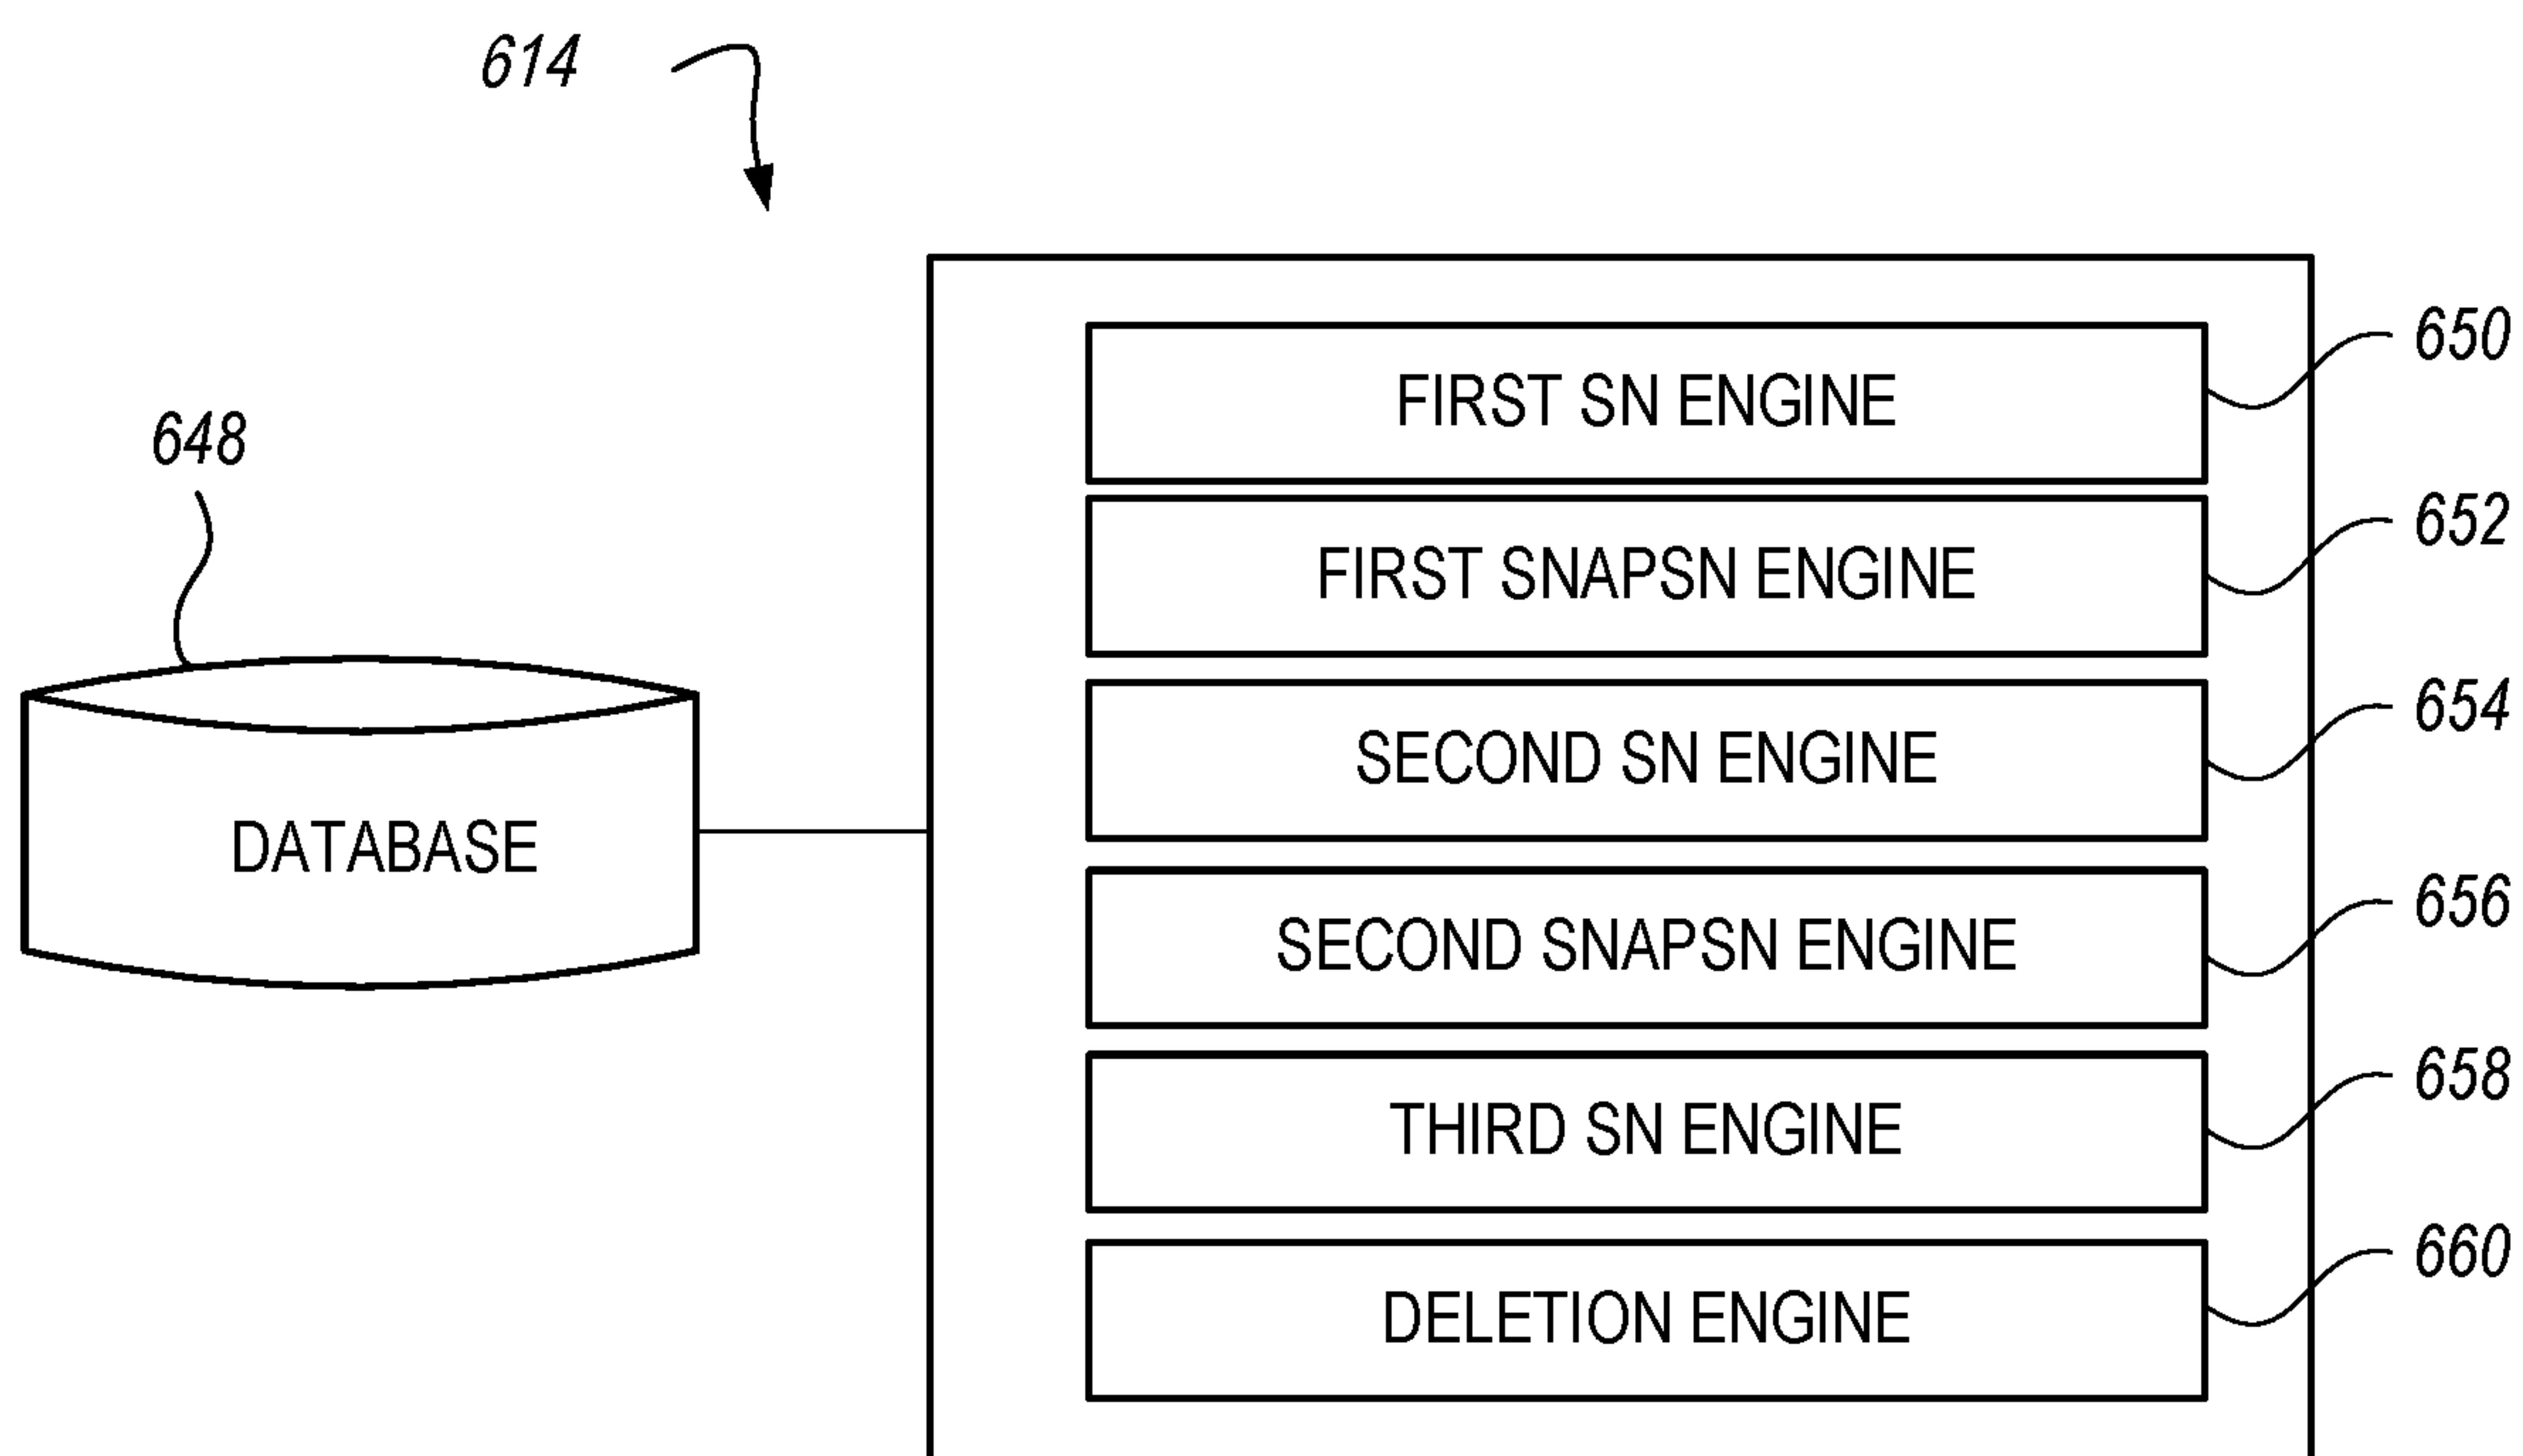 614
650
FIRST SN ENGINE
648
652
FIRST SNAPSN ENGINE
654
SECOND SN ENGINE
DATABASE
656
SECOND SNAPSN ENGINE
658
THIRD SN ENGINE
660
DELETION ENGINE